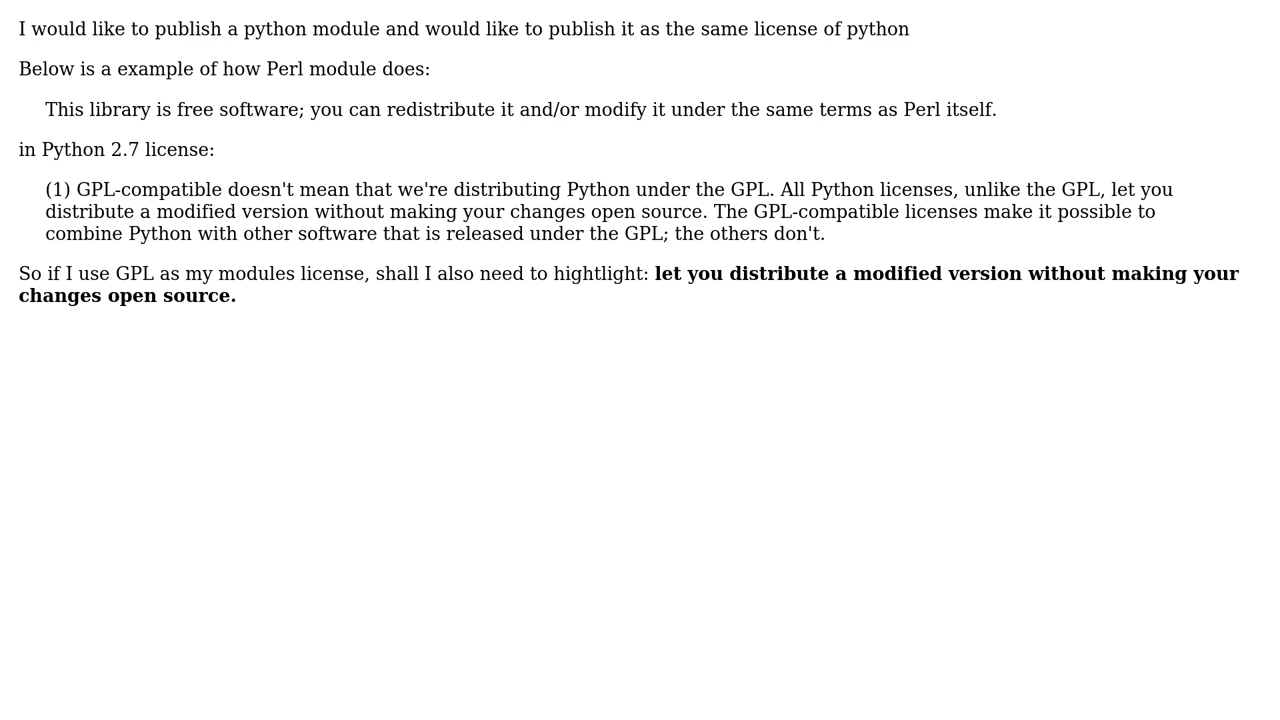 I would like to publish a python module and would like to publish it as the same license of python
Below is a example of how Perl module does:
This library is free software; you can redistribute it and/or modify it under the same terms as Perl itself.
in Python 2.7 license:
(1) GPL-compatible doesn't mean that we're distributing Python under the GPL. All Python licenses, unlike the GPL, let you
distribute a modified version without making your changes open source. The GPL-compatible licenses make it possible to
combine Python with other software that is released under the GPL; the others don't.
So if I use GPL as my modules license, shall I also need to hightlight: let you distribute a modified version without making your
changes open source.